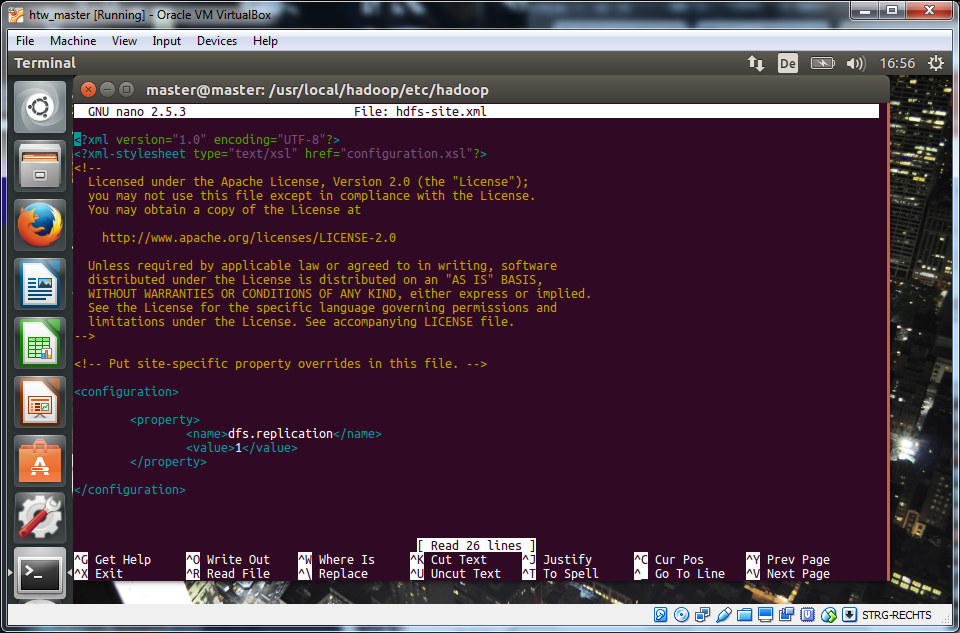 htw_master [Running] - Oracle VM VirtualBox
File Machine View Input Devices Help
Terminal De 16:56
master@master: /usr/local/hadoop/etc/hadoop
GNU nano 2.5.3 File: hdfs-site.xml
<?xml version="1.0" encoding="UTF-8"?>
<?xml-stylesheet type="text/xsl" href="configuration.xsl"?>
<!--
Licensed under the Apache License, Version 2.0 (the "License");
you may not use this file except in compliance with the License.
You may obtain a copy of the License at
http://www.apache.org/licenses/LICENSE-2.0
Unless required by applicable law or agreed to in writing, software
distributed under the License is distributed on an "AS IS" BASIS,
WITHOUT WARRANTIES OR CONDITIONS OF ANY KIND, either express or implied.
See the License for the specific language governing permissions and
limitations under the License. See accompanying LICENSE file.
-->
<!-- Put site-specific property overrides in this file. -->
<configuration>
<property>
<name>dfs.replication</name>
<value>1</value>
</property>
</configuration>
[ Read 26 lines ]
^G Get Help ^O Write Out ^W Where Is ^K Cut Text ^J Justify ^C Cur Pos ^Y Prev Page
^X Exit ^R Read File ^\ Replace ^U Uncut Text ^T To Spell ^_ Go To Line ^V Next Page
STRG-RECHTS